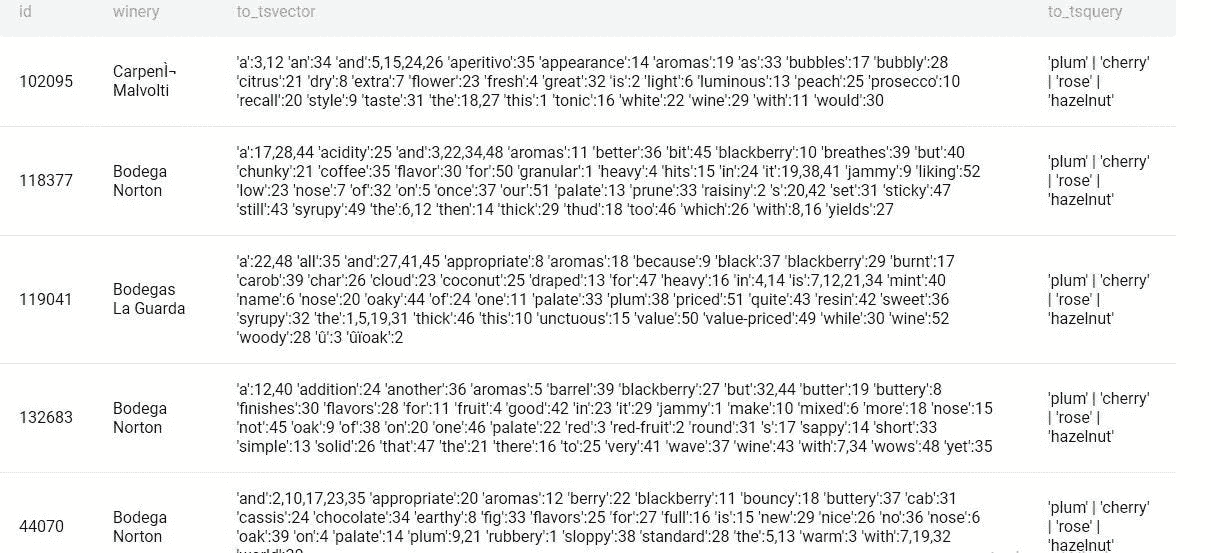 id winery to_tsvector to_tsquery
'a':3,12 'an':34 'and':5,15,24,26 'aperitivo':35 'appearance':14 'aromas':19 'as':33 'bubbles':17 'bubbly':28 'plum' | 'cherry'
102095 CarpenÌ¬ Malvolti 'citrus':21 'dry':8 'extra':7 'flower':23 'fresh':4 'great':32 'is':2 'light':6 'luminous':13 'peach':25 'prosecco':10 | 'rose' |
'recall':20 'style':9 'taste':31 'the':18,27 'this':1 'tonic':16 'white':22 'wine':29 'with':11 'would':30 'hazelnut'
'a':17,28,44 'acidity':25 'and':3,22,34,48 'aromas':11 'better':36 'bit':45 'blackberry':10 'breathes':39 'but':40 'plum' | 'cherry'
118377 Bodega Norton 'chunky':21 'coffee':35 'flavor':30 'for':50 'granular':1 'heavy':4 'hits':15 'in':24 'it':19,38,41 'jammy':9 'liking':52 | 'rose' |
'low':23 'nose':7 'of':32 'on':5 'once':37 'our':51 'palate':13 'prune':33 'raisiny':2 's':20,42 'set':31 'sticky':47 'hazelnut'
'still':43 'syrupy':49 'the':6,12 'then':14 'thick':29 'thud':18 'too':46 'which':26 'with':8,16 'yields':27
'a':22,48 'all':35 'and':27,41,45 'appropriate':8 'aromas':18 'because':9 'black':37 'blackberry':29 'burnt':17
'carob':39 'char':26 'cloud':23 'coconut':25 'draped':13 'for':47 'heavy':16 'in':4,14 'is':7,12,21,34 'mint':40 'plum' | 'cherry'
119041 Bodegas La Guarda 'name':6 'nose':20 'oaky':44 'of':24 'one':11 'palate':33 'plum':38 'priced':51 'quite':43 'resin':42 'sweet':36 | 'rose' |
'syrupy':32 'the':1,5,19,31 'thick':46 'this':10 'unctuous':15 'value':50 'value-priced':49 'while':30 'wine':52 'hazelnut'
'woody':28 'û':3 'ûïoak':2
'a':12,40 'addition':24 'another':36 'aromas':5 'barrel':39 'blackberry':27 'but':32,44 'butter':19 'buttery':8 'plum' | 'cherry'
132683 Bodega Norton 'finishes':30 'flavors':28 'for':11 'fruit':4 'good':42 'in':23 'it':29 'jammy':1 'make':10 'mixed':6 'more':18 'nose':15 | 'rose' |
'not':45 'oak':9 'of':38 'on':20 'one':46 'palate':22 'red':3 'red-fruit':2 'round':31 's':17 'sappy':14 'short':33 'hazelnut'
'simple':13 'solid':26 'that':47 'the':21 'there':16 'to':25 'very':41 'wave':37 'wine':43 'with':7,34 'wows':48 'yet':35
'and':2,10,17,23,35 'appropriate':20 'aromas':12 'berry':22 'blackberry':11 'bouncy':18 'buttery':37 'cab':31 'plum' | 'cherry'
44070 Bodega Norton 'cassis':24 'chocolate':34 'earthy':8 'fig':33 'flavors':25 'for':27 'full':16 'is':15 'new':29 'nice':26 'no':36 'nose':6 | 'rose' |
'oak':39 'on':4 'palate':14 'plum':9,21 'rubbery':1 'sloppy':38 'standard':28 'the':5,13 'warm':3 'with':7,19,32 'hazelnut'